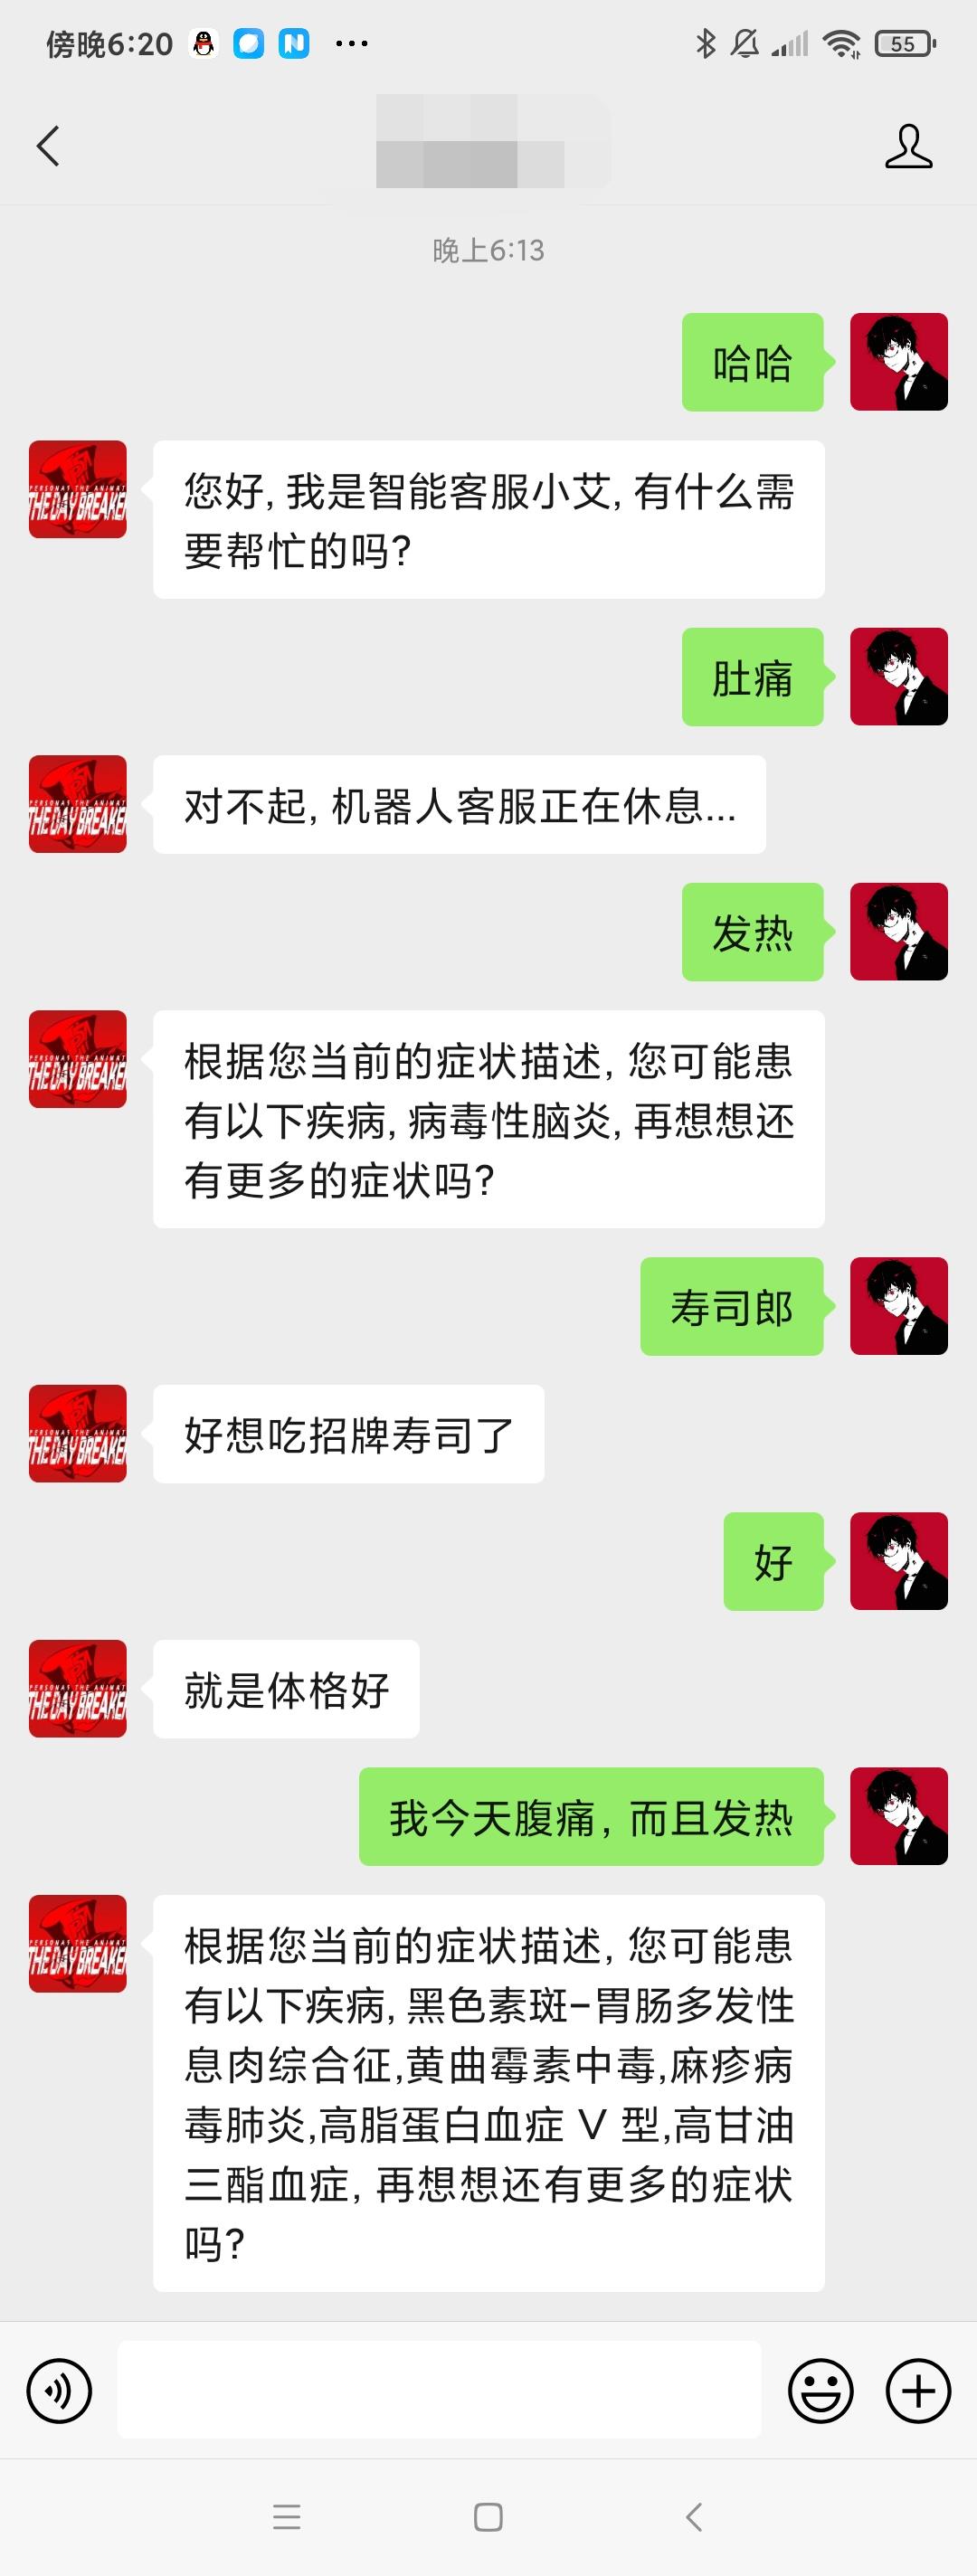 傍晚6:20
55
晚上6:13
哈哈
您好, 我是智能客服小艾, 有什么需
要帮忙的吗?
肚痛
对不起, 机器人客服正在休息...
发热
根据您当前的症状描述, 您可能患
有以下疾病, 病毒性脑炎, 再想想还
有更多的症状吗?
寿司郎
好想吃招牌寿司了
好
就是体格好
我今天腹痛，而且发热
根据您当前的症状描述, 您可能患
有以下疾病, 黑色素斑-胃肠多发性
息肉综合征,黄曲霉素中毒,麻疹病
毒肺炎,高脂蛋白血症 V 型,高甘油
三酯血症, 再想想还有更多的症状
吗?